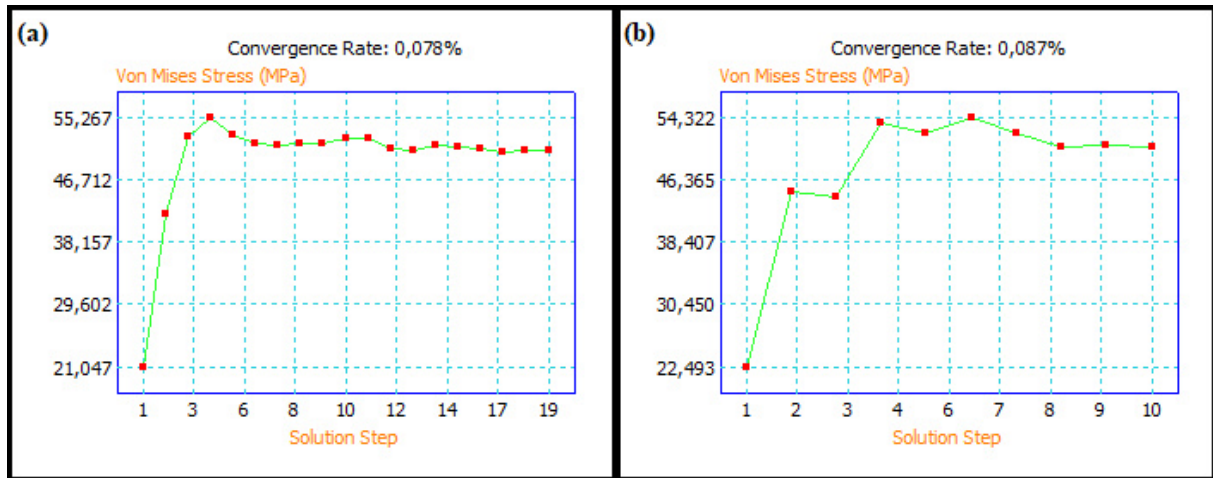 (a)
Convergence Rate: 0,078%
Von Mises Stress (MPa)
55,267
46,712
38,157
29,602
21,047
1 3 6 8 10 12 14 17 19
Solution Step
(b)
Convergence Rate: 0,087%
Von Mises Stress (MPa)
54,322
46,365
38,407
30,450
22,493
1 2 3 4 6 7 8 9 10
Solution Step